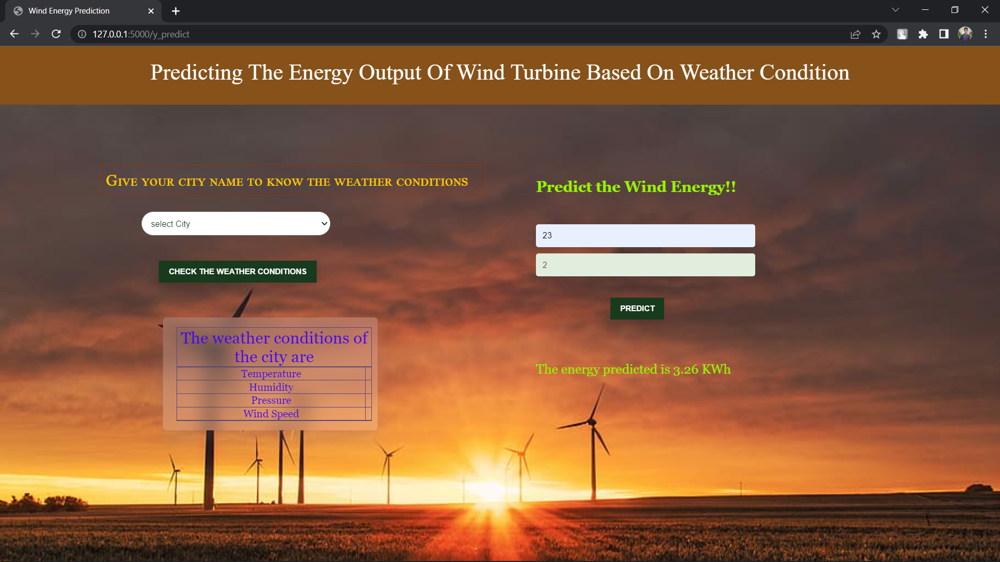 Wind Energy Prediction
127.0.0.1:5000/y_predict
Predicting The Energy Output Of Wind Turbine Based On Weather Condition
Give your city name to know the weather conditions
select City
CHECK THE WEATHER CONDITIONS
The weather conditions of
the city are
Temperature
Humidity
Pressure
Wind Speed
Predict the Wind Energy!!
23
2
PREDICT
The energy predicted is 3.26 KWh